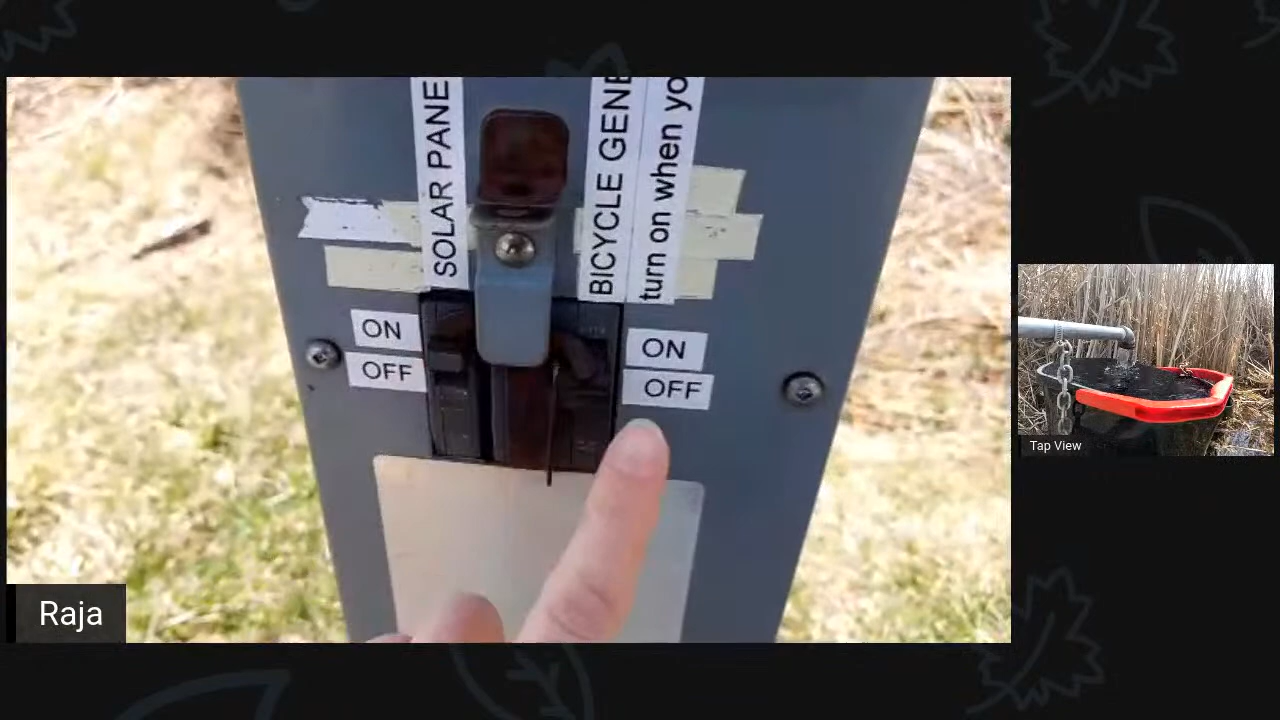 SOLAR PANE
BICYCLE GENE
turn on when yo
ON
OFF
ON
OFF
Raja
Tap View